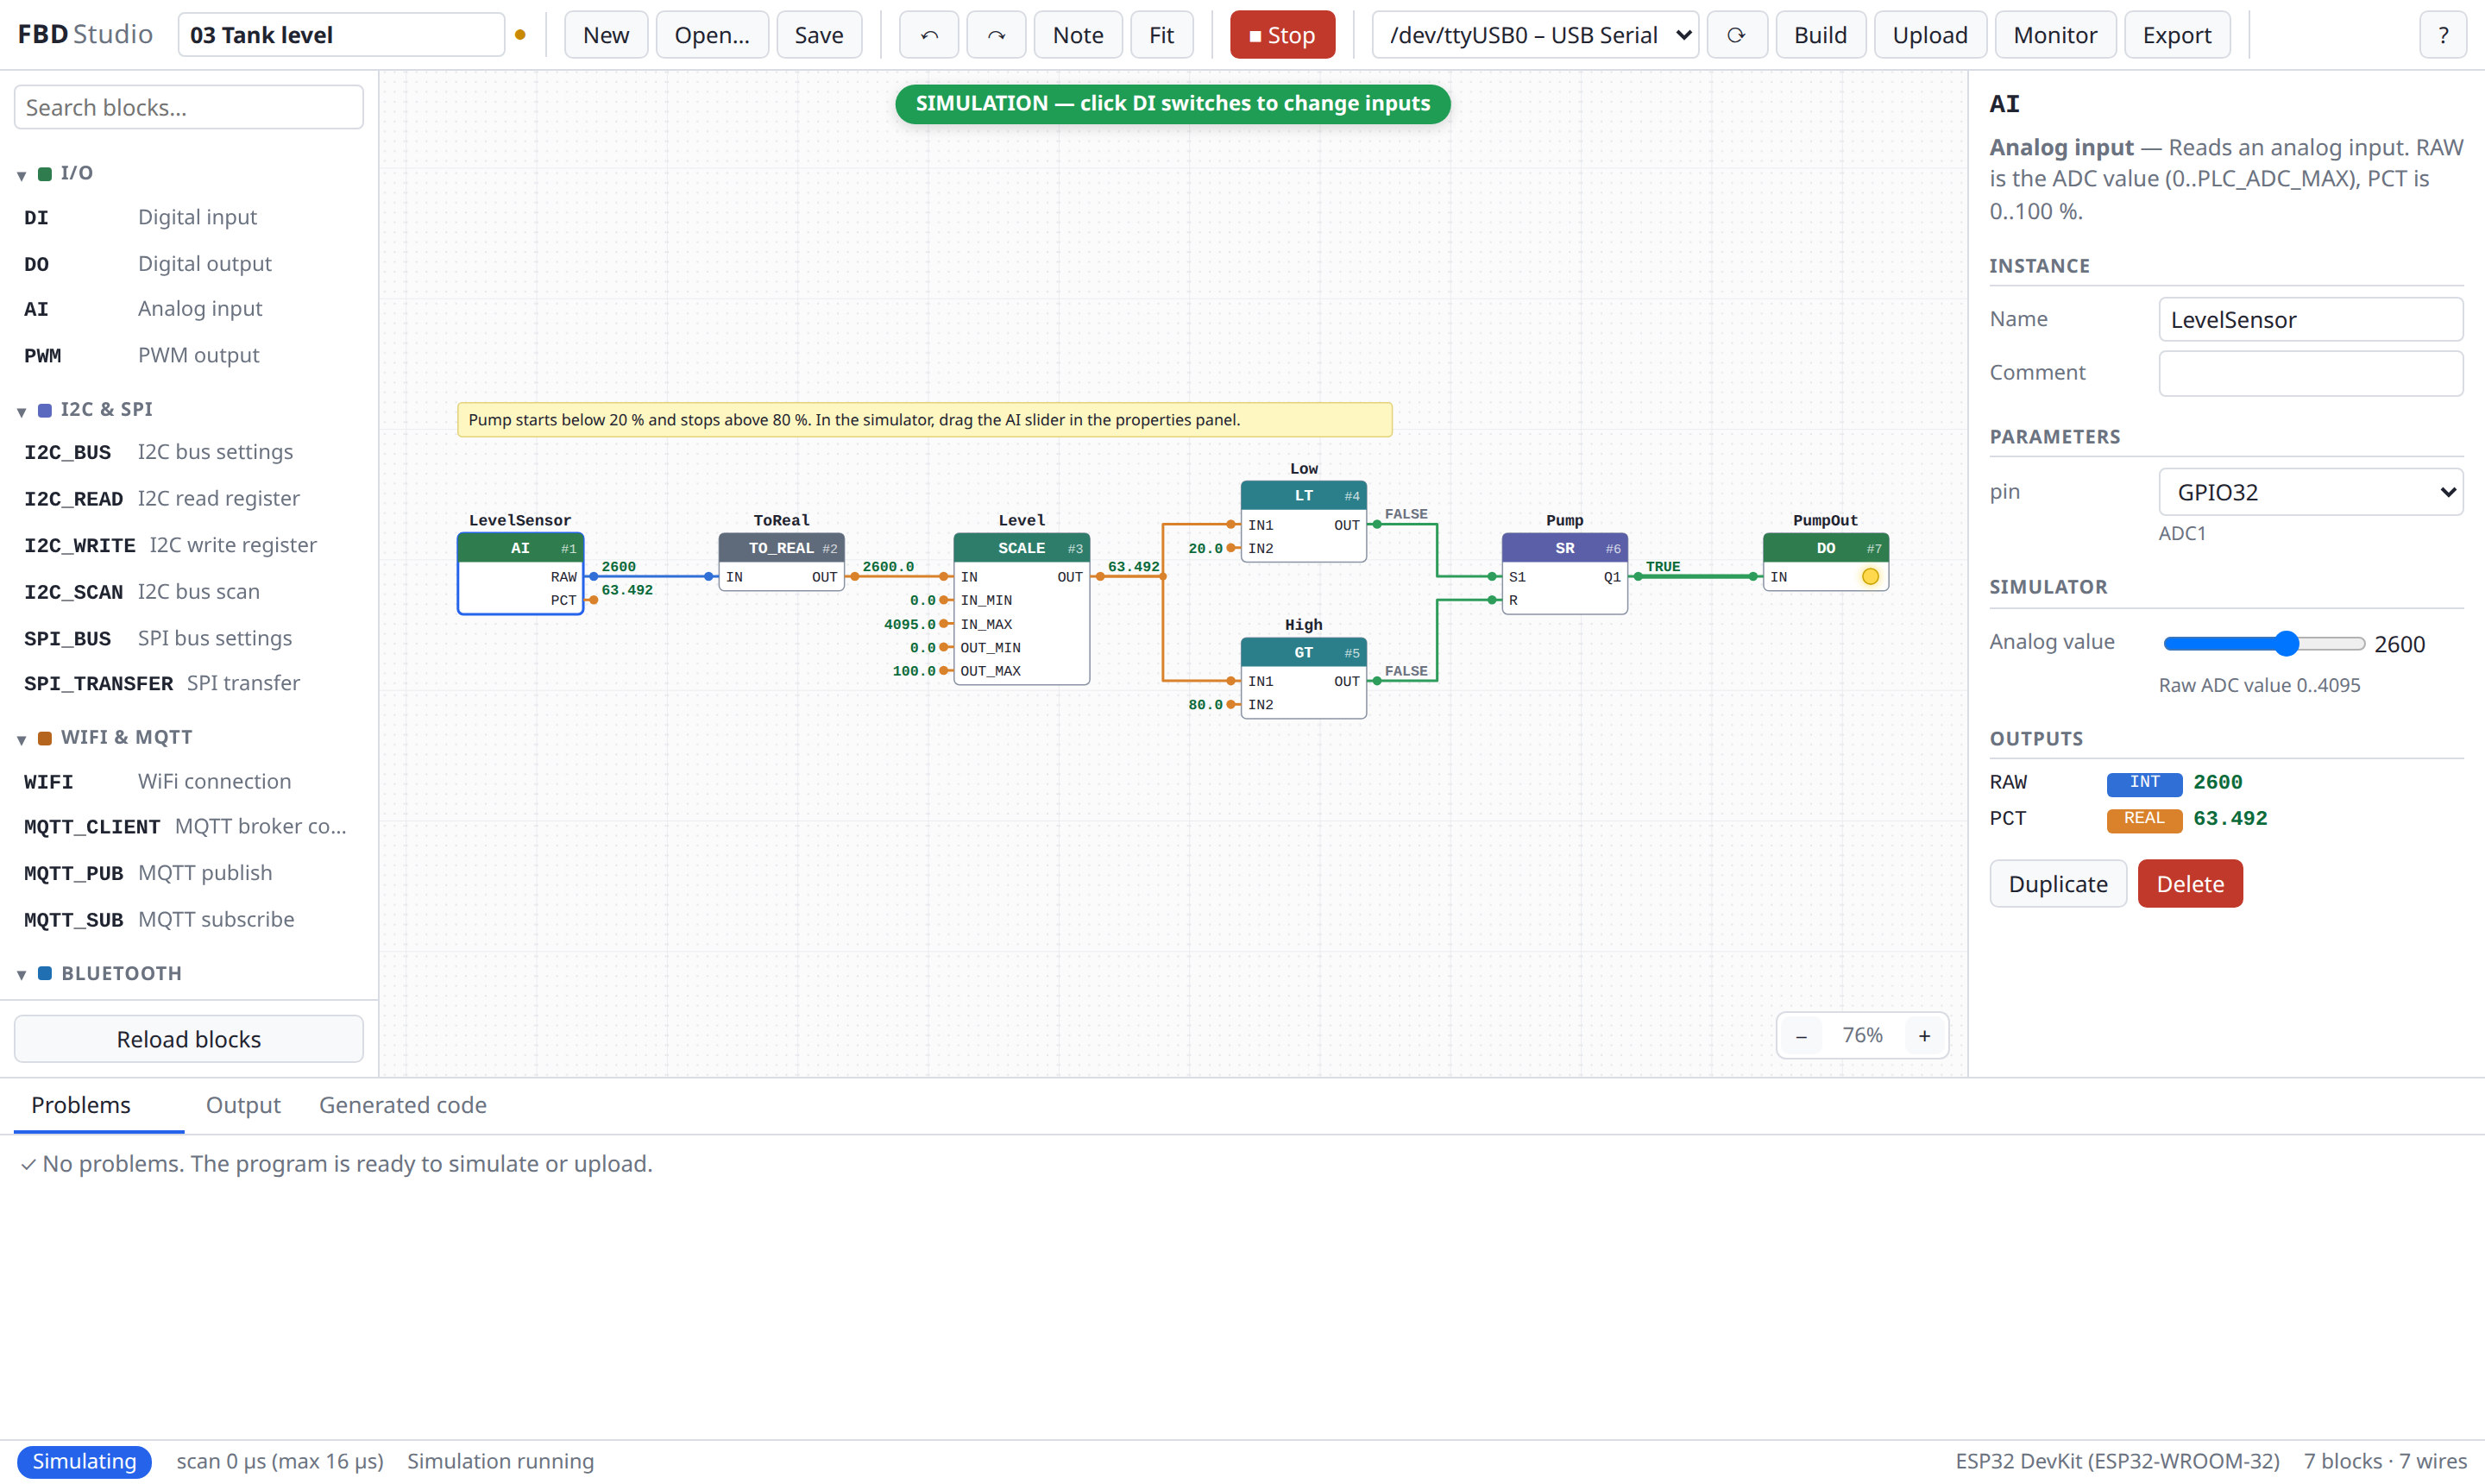 FBD Studio
03 Tank level
New
Open...
Save
Note
Fit
Stop
/dev/ttyUSB0 – USB Serial
Build
Upload
Monitor
Export
?
Search blocks...
I/O
DI Digital input
DO Digital output
AI Analog input
PWM PWM output
I2C & SPI
I2C_BUS I2C bus settings
I2C_READ I2C read register
I2C_WRITE I2C write register
I2C_SCAN I2C bus scan
SPI_BUS SPI bus settings
SPI_TRANSFER SPI transfer
WIFI & MQTT
WIFI WiFi connection
MQTT_CLIENT MQTT broker co...
MQTT_PUB MQTT publish
MQTT_SUB MQTT subscribe
BLUETOOTH
Reload blocks
SIMULATION — click DI switches to change inputs
Pump starts below 20 % and stops above 80 %. In the simulator, drag the AI slider in the properties panel.
LevelSensor
AI #1
RAW 2600
PCT 63.492
ToReal
TO_REAL #2
IN OUT 2600.0
Level
SCALE #3
IN OUT 63.492
0.0 IN_MIN
4095.0 IN_MAX
0.0 OUT_MIN
100.0 OUT_MAX
Low
LT #4
IN1 OUT FALSE
20.0 IN2
High
GT #5
IN1 OUT FALSE
80.0 IN2
Pump
SR #6
S1 Q1 TRUE
R
PumpOut
DO #7
IN
– 76% +
AI
Analog input — Reads an analog input. RAW
is the ADC value (0..PLC_ADC_MAX), PCT is
0..100 %.
INSTANCE
Name LevelSensor
Comment
PARAMETERS
pin GPIO32
ADC1
SIMULATOR
Analog value 2600
Raw ADC value 0..4095
OUTPUTS
RAW INT 2600
PCT REAL 63.492
Duplicate Delete
Problems Output Generated code
✓ No problems. The program is ready to simulate or upload.
Simulating scan 0 µs (max 16 µs) Simulation running
ESP32 DevKit (ESP32-WROOM-32) 7 blocks · 7 wires